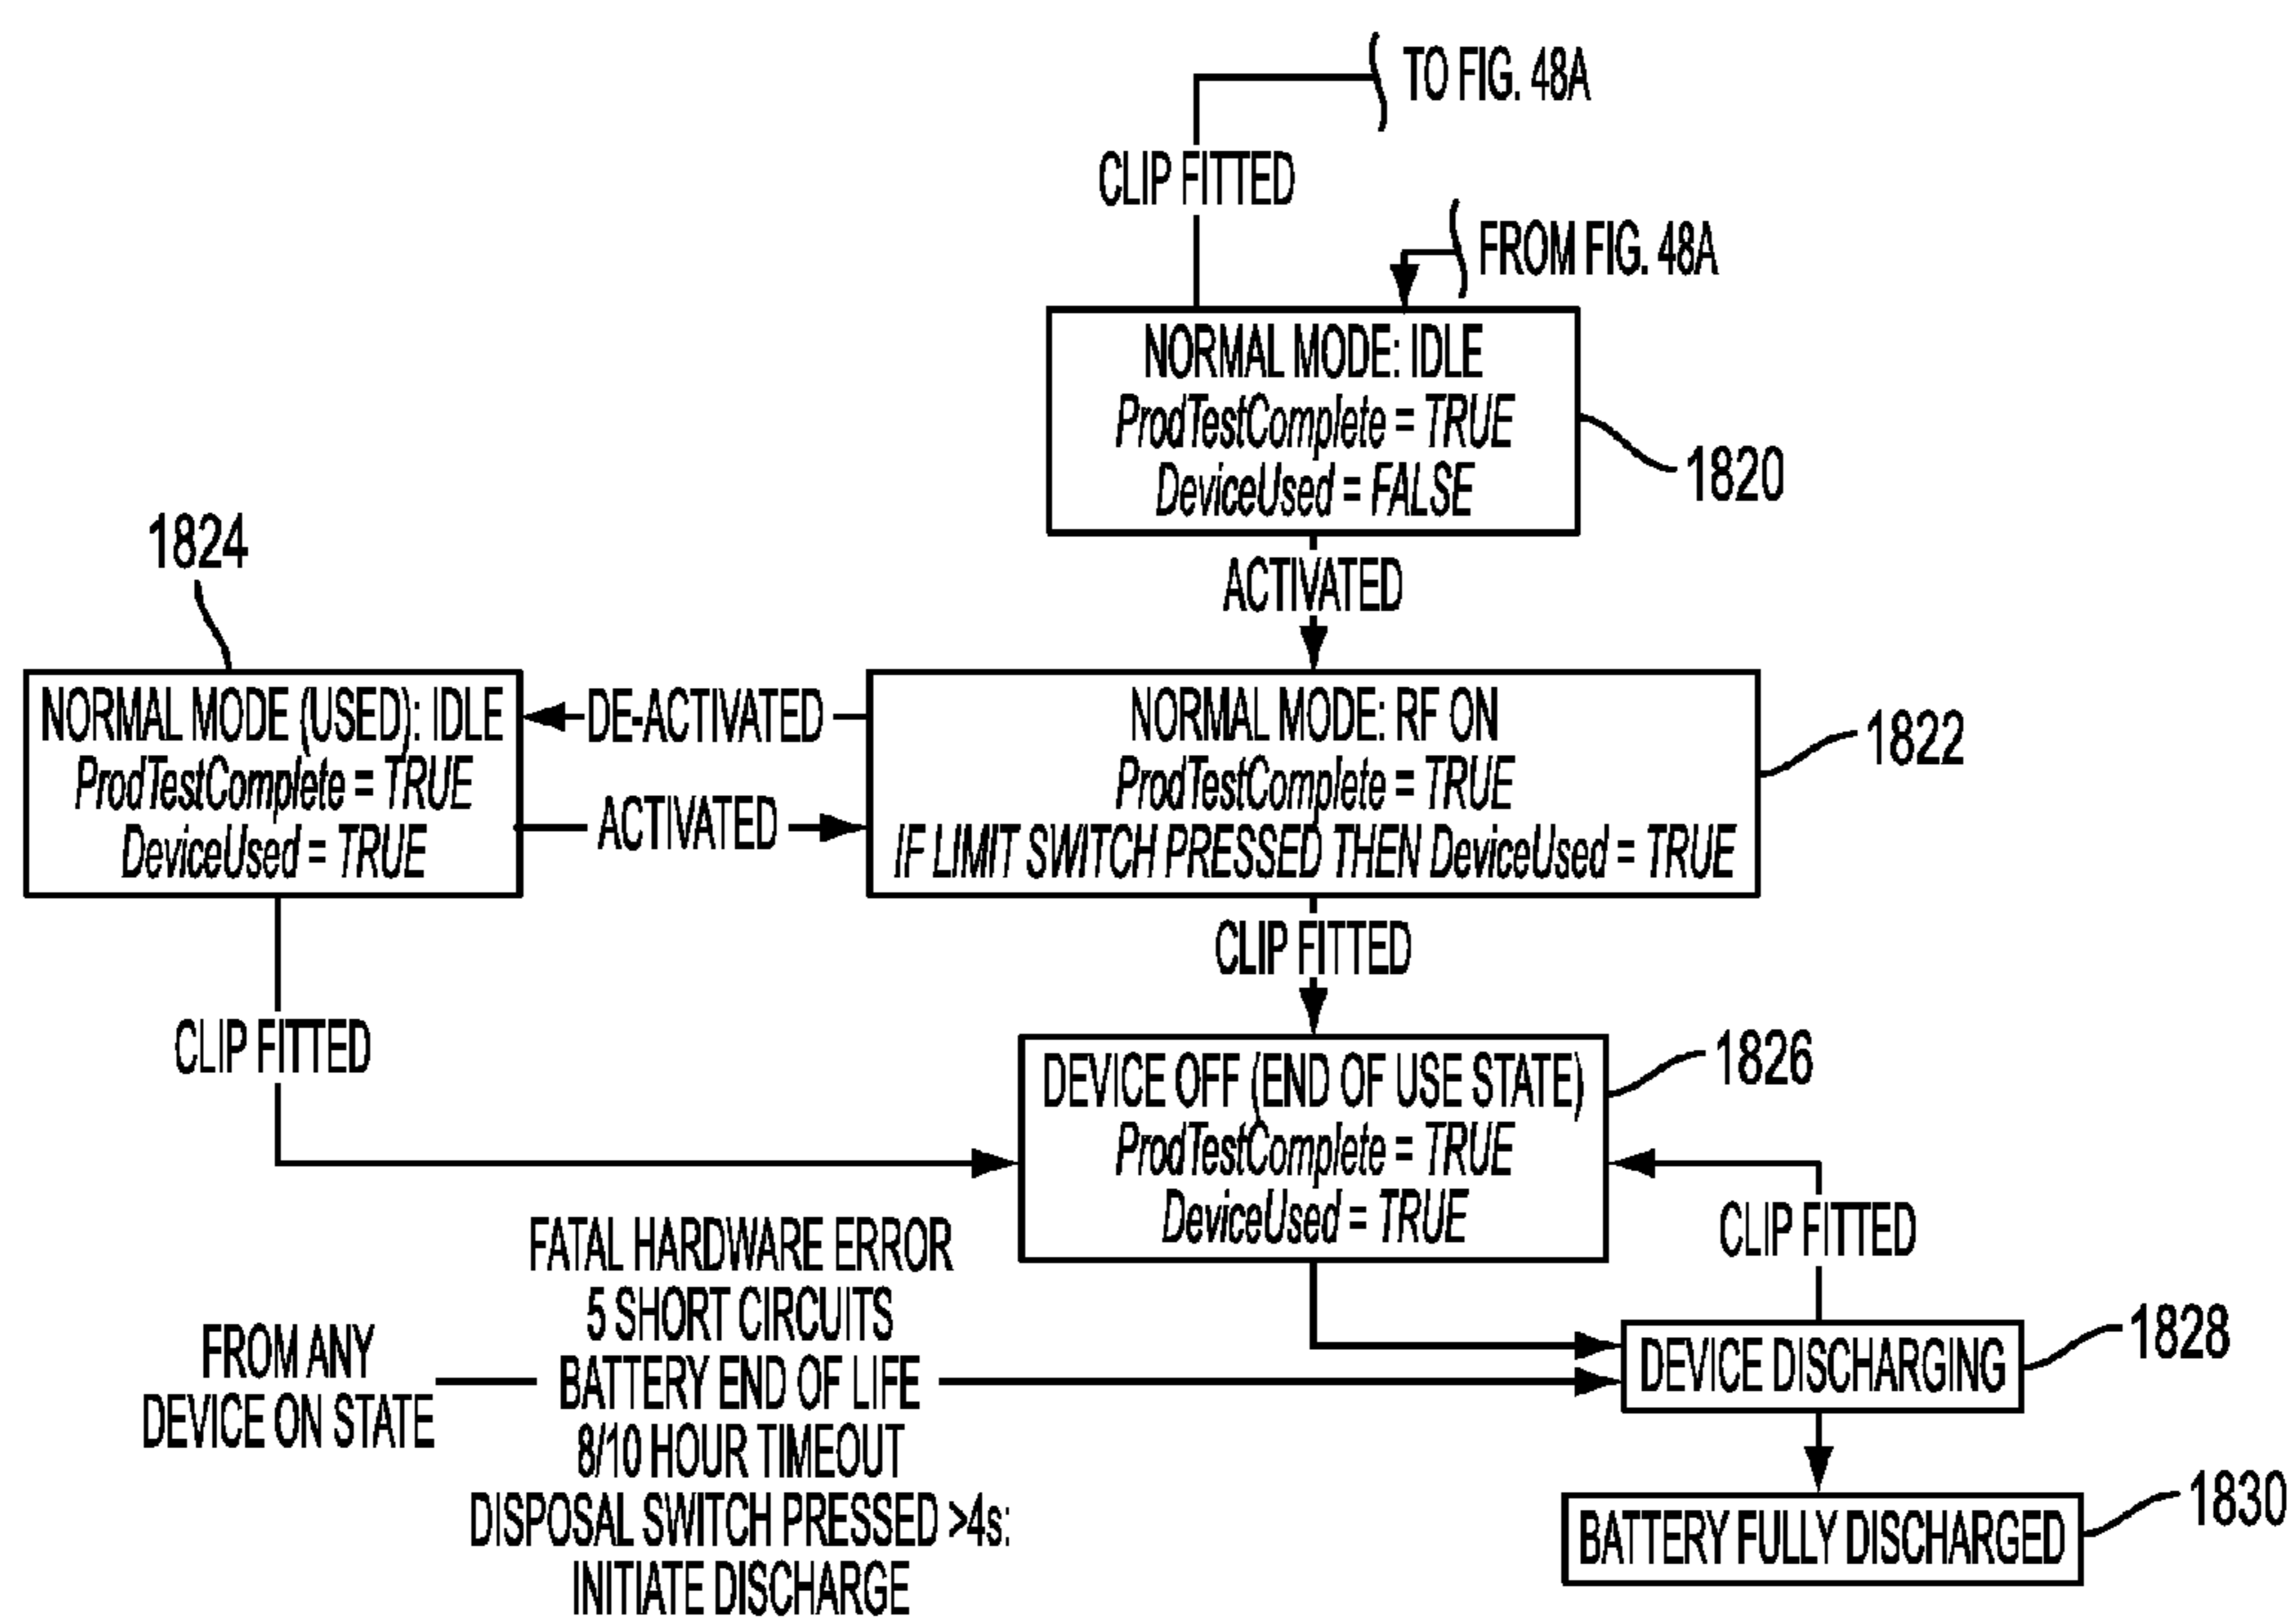 TO FIG. 48A
CLIP FITTED
FROM FIG. 48A
NORMAL MODE: IDLE
ProdTestComplete = TRUE
DeviceUsed = FALSE
1820
ACTIVATED
1824
NORMAL MODE (USED): IDLE
ProdTestComplete = TRUE
DeviceUsed = TRUE
DE-ACTIVATED
ACTIVATED
NORMAL MODE: RF ON
ProdTestComplete = TRUE
IF LIMIT SWITCH PRESSED THEN DeviceUsed = TRUE
1822
CLIP FITTED
CLIP FITTED
DEVICE OFF (END OF USE STATE)
ProdTestComplete = TRUE
DeviceUsed = TRUE
1826
CLIP FITTED
FROM ANY
DEVICE ON STATE
FATAL HARDWARE ERROR
5 SHORT CIRCUITS
BATTERY END OF LIFE
8/10 HOUR TIMEOUT
DISPOSAL SWITCH PRESSED >4s:
INITIATE DISCHARGE
DEVICE DISCHARGING
1828
BATTERY FULLY DISCHARGED
1830